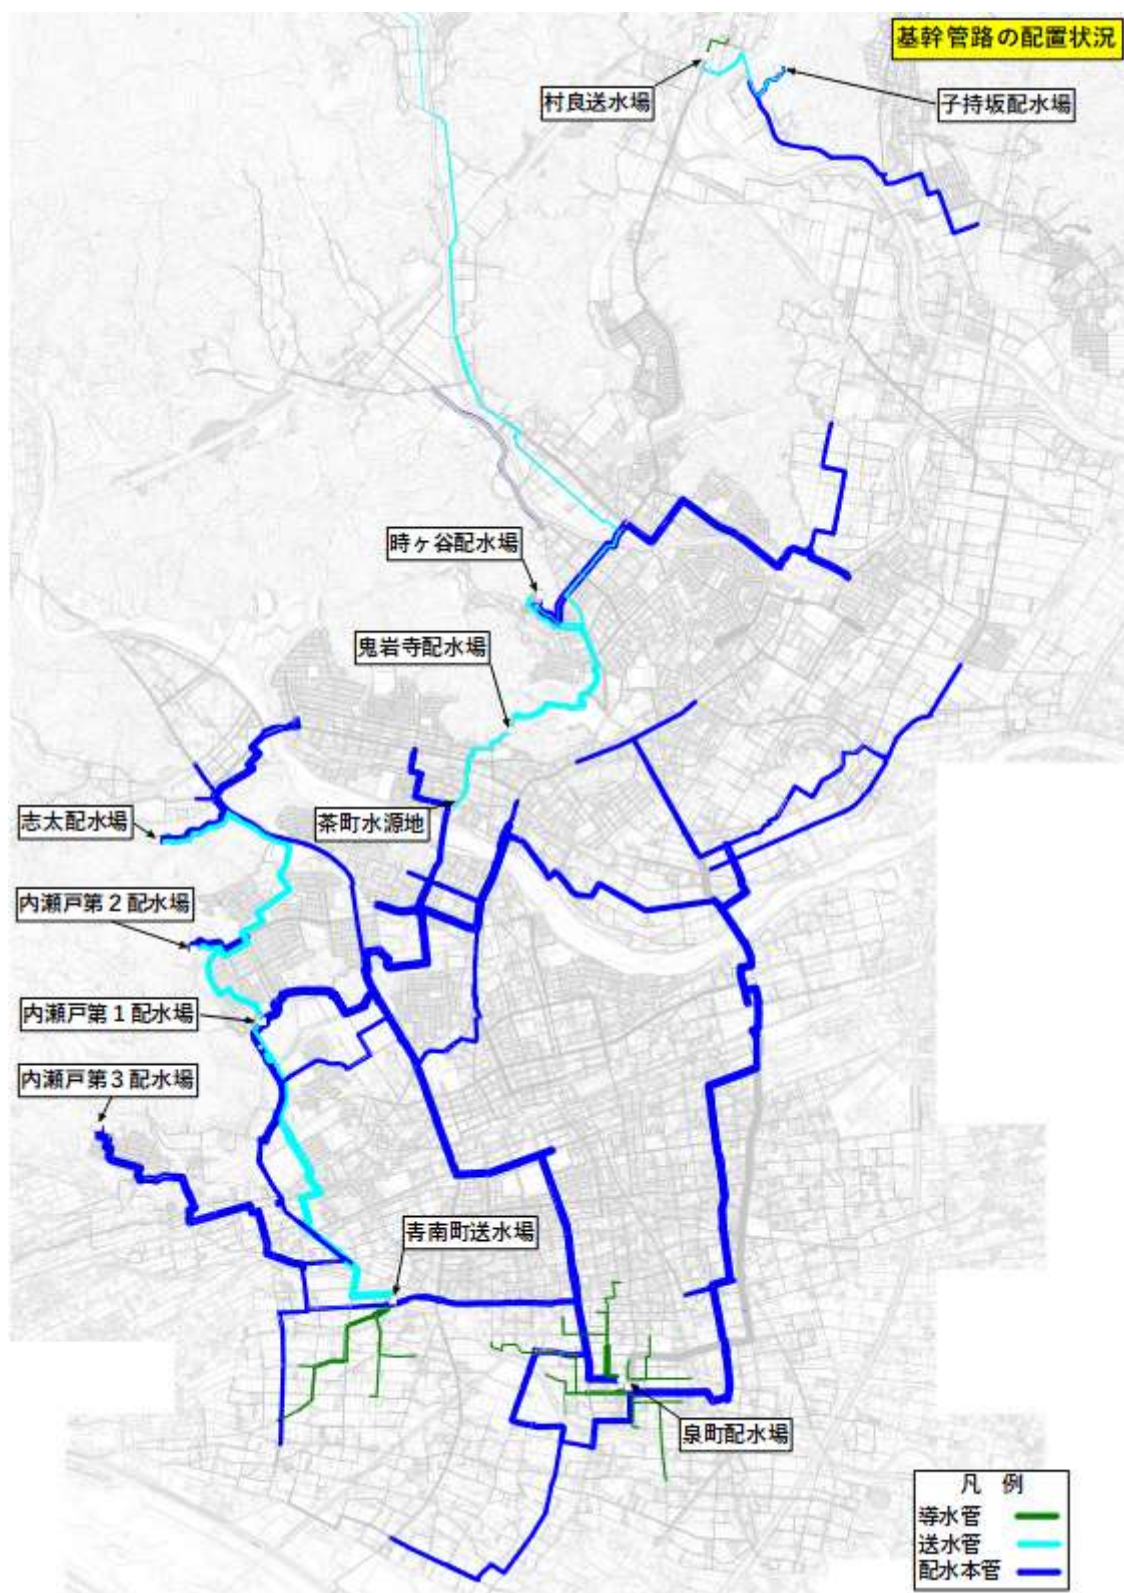 基幹管路の配置状況
村良送水場
子持坂配水場
時ヶ谷配水場
鬼岩寺配水場
茶町水源地
志太配水場
内瀬戸第2配水場
内瀬戸第1配水場
内瀬戸第3配水場
青南町送水場
泉町配水場
凡 例
導水管
送水管
配水本管